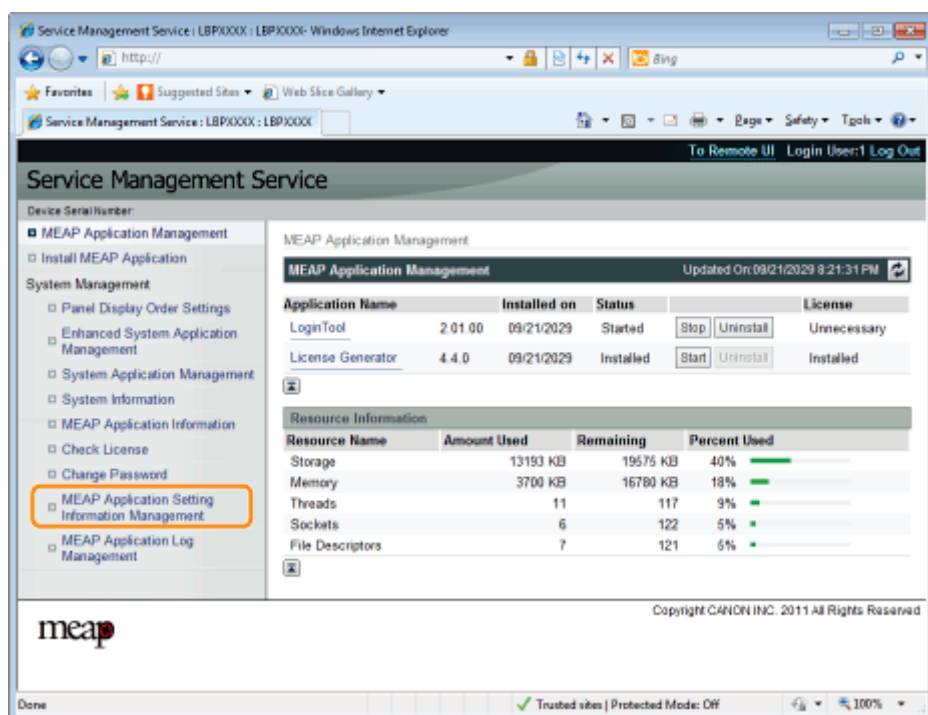 Service Management Service : LBPXXXX : LBPXXXX- Windows Internet Explorer
http://
Bing
Favorites Suggested Sites Web Slice Gallery
Service Management Service : LBPXXXX : LBPXXXX
Page Safety Tools
To Remote UI Login User:1 Log Out
Service Management Service
Device Serial Number:
MEAP Application Management
Install MEAP Application
System Management
Panel Display Order Settings
Enhanced System Application
Management
System Application Management
System Information
MEAP Application Information
Check License
Change Password
MEAP Application Setting
Information Management
MEAP Application Log
Management
MEAP Application Management
MEAP Application Management Updated On:09/21/2029 8:21:31 PM
Application Name Installed on Status License
LoginTool 2.01.00 09/21/2029 Started Stop Uninstall Unnecessary
License Generator 4.4.0 09/21/2029 Installed Start Uninstall Installed
Resource Information
Resource Name Amount Used Remaining Percent Used
Storage 13193 KB 19575 KB 40%
Memory 3700 KB 16780 KB 18%
Threads 11 117 9%
Sockets 6 122 5%
File Descriptors 7 121 6%
Copyright CANON INC. 2011 All Rights Reserved
meap
Done Trusted sites | Protected Mode: Off 100%